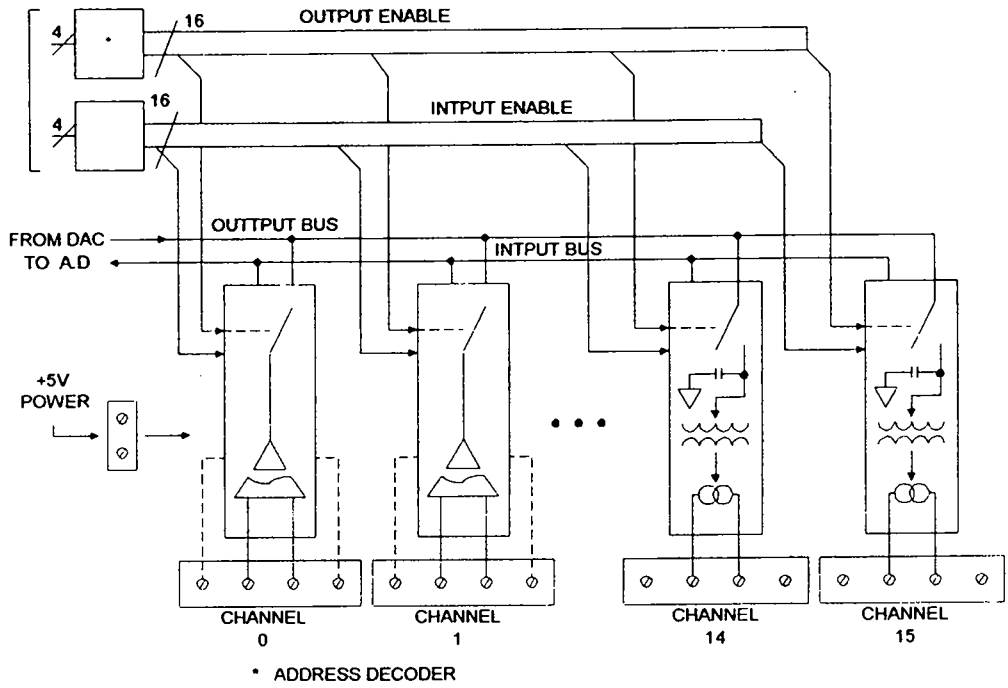 OUTPUT ENABLE
4
*
16
INTPUT ENABLE
4
16
OUTTPUT BUS
FROM DAC
INTPUT BUS
TO A.D
+5V
POWER
CHANNEL
0
CHANNEL
1
CHANNEL
14
CHANNEL
15
* ADDRESS DECODER